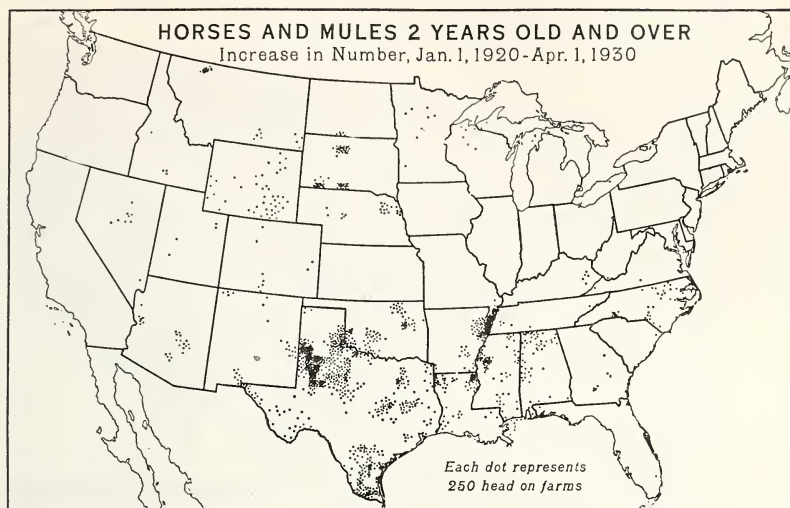 HORSES AND MULES 2 YEARS OLD AND OVER
Increase in Number, Jan. 1, 1920-Apr. 1, 1930
Each dot represents
250 head on farms